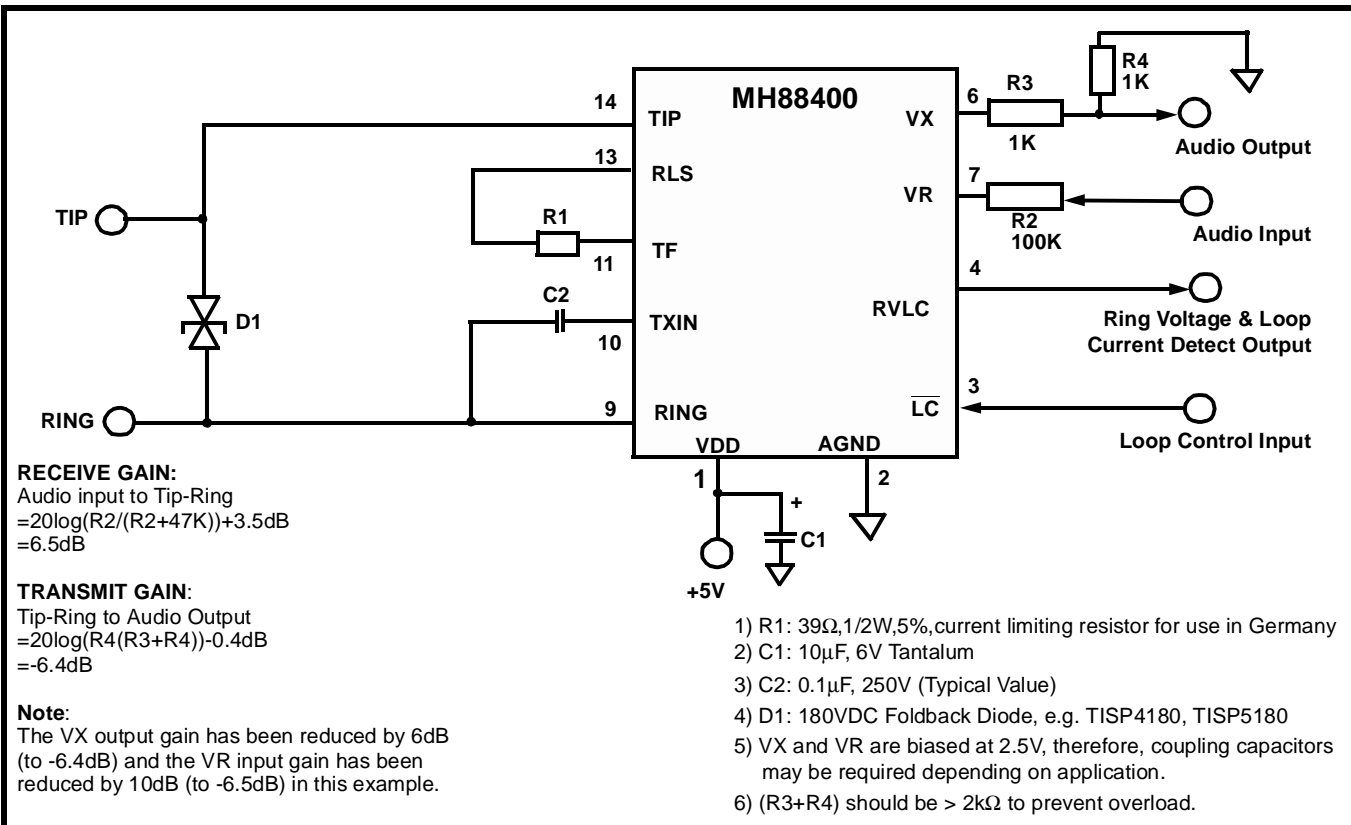 MH88400
14
TIP
13
RLS
R1
TF
11
C2
TXIN
10
9
RING
VDD
AGND
1
2
+
C1
+5V
TIP
D1
RING
VX
6
R3
1K
R4
1K
Audio Output
VR
7
R2
100K
Audio Input
4
RVLC
Ring Voltage & Loop
Current Detect Output
3
LC
Loop Control Input
RECEIVE GAIN:
Audio input to Tip-Ring
=20log(R2/(R2+47K))+3.5dB
=6.5dB
TRANSMIT GAIN:
Tip-Ring to Audio Output
=20log(R4(R3+R4))-0.4dB
=-6.4dB
Note:
The VX output gain has been reduced by 6dB
(to -6.4dB) and the VR input gain has been
reduced by 10dB (to -6.5dB) in this example.
1) R1: 39Ω,1/2W,5%,current limiting resistor for use in Germany
2) C1: 10µF, 6V Tantalum
3) C2: 0.1µF, 250V (Typical Value)
4) D1: 180VDC Foldback Diode, e.g. TISP4180, TISP5180
5) VX and VR are biased at 2.5V, therefore, coupling capacitors
may be required depending on application.
6) (R3+R4) should be > 2kΩ to prevent overload.